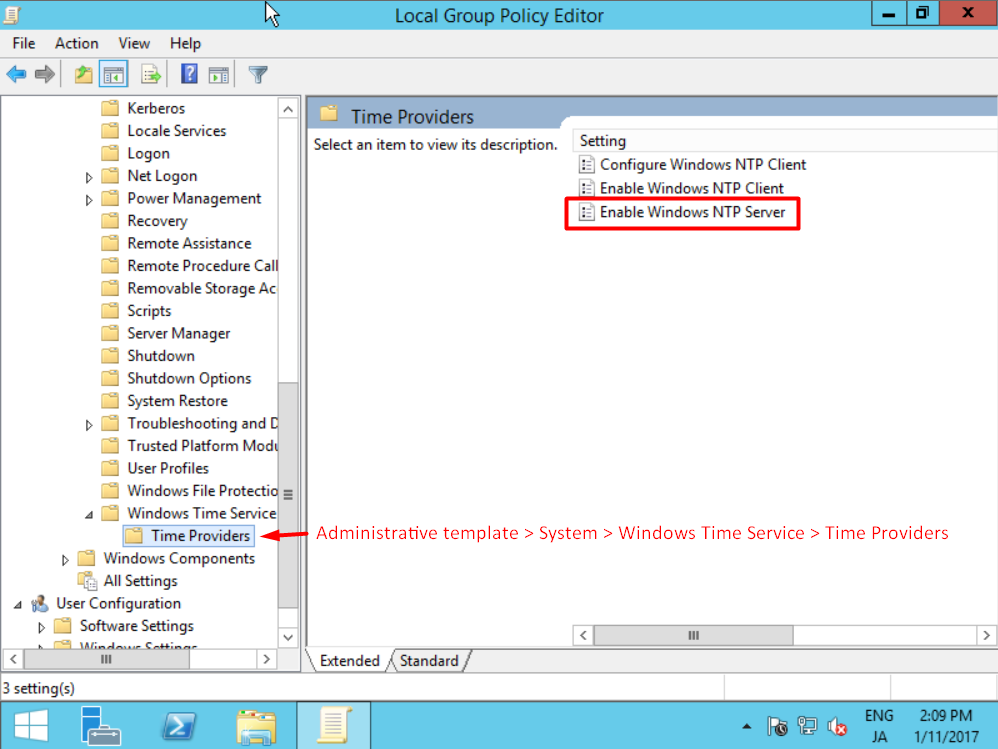 Local Group Policy Editor
File Action View Help
Kerberos
Locale Services
Logon
Net Logon
Power Management
Recovery
Remote Assistance
Remote Procedure Call
Removable Storage Ac
Scripts
Server Manager
Shutdown
Shutdown Options
System Restore
Troubleshooting and D
Trusted Platform Modu
User Profiles
Windows File Protectio
Windows Time Service
Time Providers
Windows Components
All Settings
User Configuration
Software Settings
Windows Settings
Time Providers
Select an item to view its description.
Setting
Configure Windows NTP Client
Enable Windows NTP Client
Enable Windows NTP Server
Administrative template > System > Windows Time Service > Time Providers
Extended Standard
3 setting(s)
ENG
JA
2:09 PM
1/11/2017